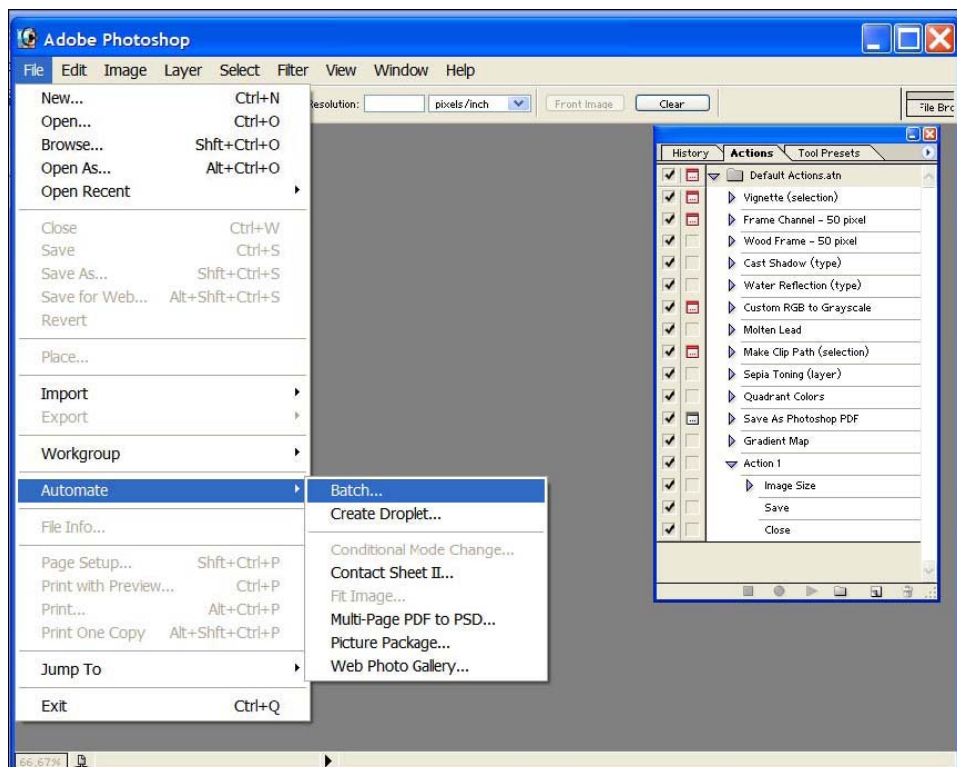 Adobe Photoshop
File Edit Image Layer Select Filter View Window Help
Resolution: pixels/inch Front Image Clear File Bro
New... Ctrl+N
Open... Ctrl+O
Browse... Shft+Ctrl+O
Open As... Alt+Ctrl+O
Open Recent
Close Ctrl+W
Save Ctrl+S
Save As... Shft+Ctrl+S
Save for Web... Alt+Shft+Ctrl+S
Revert
Place...
Import
Export
Workgroup
Automate
File Info...
Page Setup... Shft+Ctrl+P
Print with Preview... Ctrl+P
Print... Alt+Ctrl+P
Print One Copy Alt+Shft+Ctrl+P
Jump To
Exit Ctrl+Q
Batch...
Create Droplet...
Conditional Mode Change...
Contact Sheet II...
Fit Image...
Multi-Page PDF to PSD...
Picture Package...
Web Photo Gallery...
History Actions Tool Presets
Default Actions.atn
Vignette (selection)
Frame Channel - 50 pixel
Wood Frame - 50 pixel
Cast Shadow (type)
Water Reflection (type)
Custom RGB to Grayscale
Molten Lead
Make Clip Path (selection)
Sepia Toning (layer)
Quadrant Colors
Save As Photoshop PDF
Gradient Map
Action 1
Image Size
Save
Close
66.67%